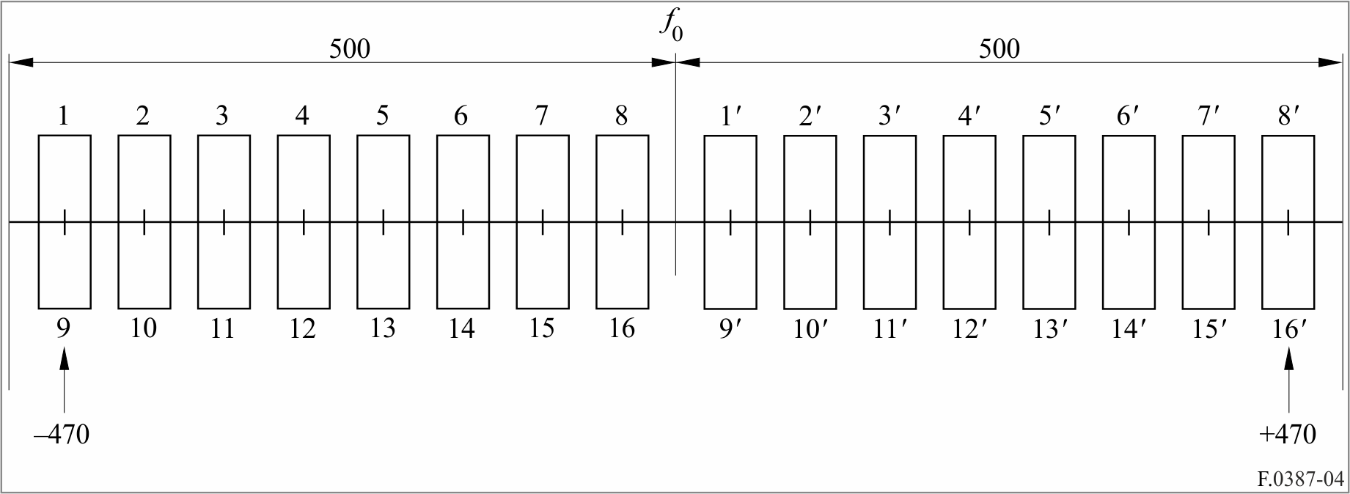 f0
500 500
1 2 3 4 5 6 7 8 1′ 2′ 3′ 4′ 5′ 6′ 7′ 8′
9 10 11 12 13 14 15 16 9′ 10′ 11′ 12′ 13′ 14′ 15′ 16′
–470 +470
F.0387-04